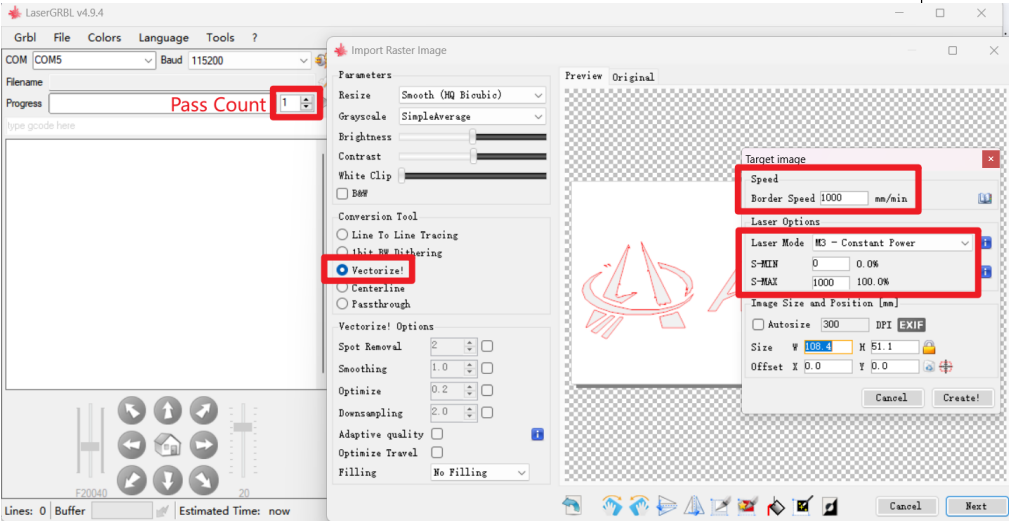 LaserGRBL v4.9.4
Grbl File Colors Language Tools ?
COM COM5 Baud 115200
Filename
Progress Pass Count 1
type gcode here
F20040 20
Lines: 0 Buffer Estimated Time: now
Import Raster Image
Parameters
Resize Smooth (HQ Bicubic)
Grayscale SimpleAverage
Brightness
Contrast
White Clip
B&W
Conversion Tool
Line To Line Tracing
1bit BW Dithering
Vectorize!
Centerline
Passthrough
Vectorize! Options
Spot Removal 2
Smoothing 1.0
Optimize 0.2
Downsampling 2.0
Adaptive quality
Optimize Travel
Filling No Filling
Preview Original
Target image
Speed
Border Speed 1000 mm/min
Laser Options
Laser Mode M3 - Constant Power
S-MIN 0 0.0%
S-MAX 1000 100.0%
Image Size and Position [mm]
Autosize 300 DPI EXIF
Size W 108.4 H 51.1
Offset X 0.0 Y 0.0
Cancel Create!
Cancel Next